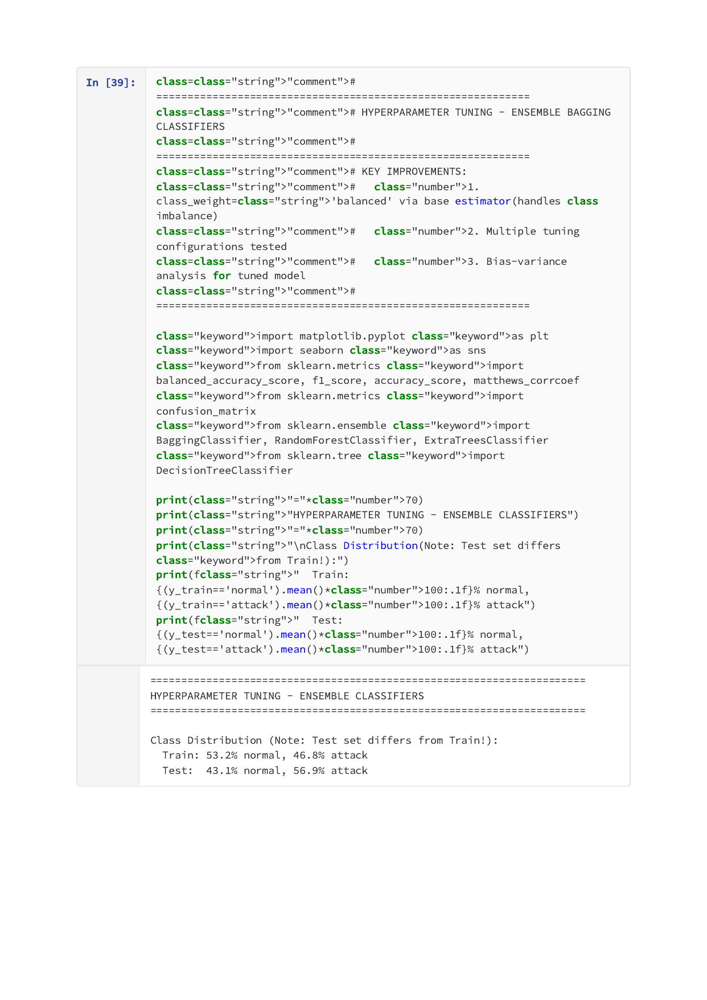 In [39]:
class=class="string">"comment">#
============================================================
class=class="string">"comment"># HYPERPARAMETER TUNING - ENSEMBLE BAGGING
CLASSIFIERS
class=class="string">"comment">#
============================================================
class=class="string">"comment"># KEY IMPROVEMENTS:
class=class="string">"comment">#   class="number">1.
class_weight=class="string">'balanced' via base estimator(handles class
imbalance)
class=class="string">"comment">#   class="number">2. Multiple tuning
configurations tested
class=class="string">"comment">#   class="number">3. Bias-variance
analysis for tuned model
class=class="string">"comment">#
============================================================

class="keyword">import matplotlib.pyplot class="keyword">as plt
class="keyword">import seaborn class="keyword">as sns
class="keyword">from sklearn.metrics class="keyword">import
balanced_accuracy_score, f1_score, accuracy_score, matthews_corrcoef
class="keyword">from sklearn.metrics class="keyword">import
confusion_matrix
class="keyword">from sklearn.ensemble class="keyword">import
BaggingClassifier, RandomForestClassifier, ExtraTreesClassifier
class="keyword">from sklearn.tree class="keyword">import
DecisionTreeClassifier

print(class="string">"="*class="number">70)
print(class="string">"HYPERPARAMETER TUNING - ENSEMBLE CLASSIFIERS")
print(class="string">"="*class="number">70)
print(class="string">"\nClass Distribution(Note: Test set differs
class="keyword">from Train!):")
print(fclass="string">"  Train:
{(y_train=='normal').mean()*class="number">100:.1f}% normal,
{(y_train=='attack').mean()*class="number">100:.1f}% attack")
print(fclass="string">"  Test:
{(y_test=='normal').mean()*class="number">100:.1f}% normal,
{(y_test=='attack').mean()*class="number">100:.1f}% attack")
======================================================================
HYPERPARAMETER TUNING - ENSEMBLE CLASSIFIERS
======================================================================

Class Distribution (Note: Test set differs from Train!):
  Train: 53.2% normal, 46.8% attack
  Test:  43.1% normal, 56.9% attack